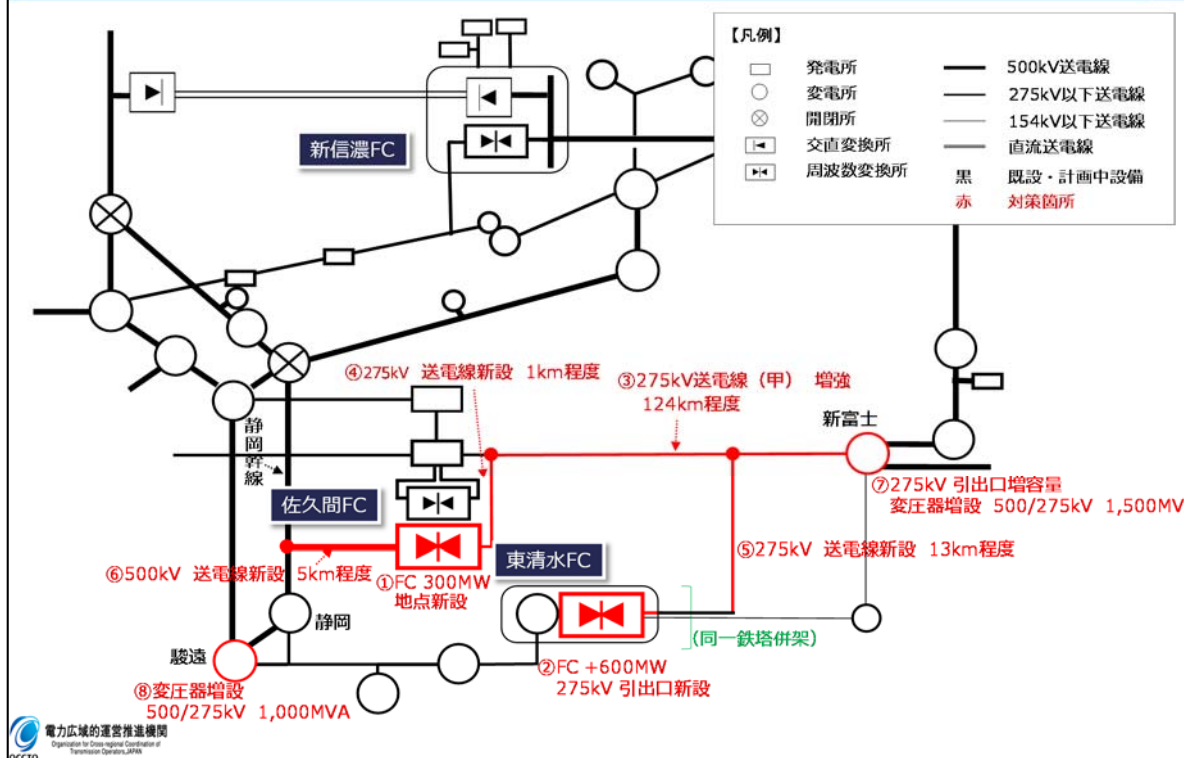 【凡例】
発電所
変電所
開閉所
交直変換所
周波数変換所
500kV送電線
275kV以下送電線
154kV以下送電線
直流送電線
黒 既設・計画中設備
赤 対策箇所
新信濃FC
④275kV 送電線新設 1km程度
③275kV送電線（甲） 増強
124km程度
新富士
静岡幹線
佐久間FC
⑦275kV 引出口増容量
変圧器増設 500/275kV 1,500MV
⑤275kV 送電線新設 13km程度
東清水FC
⑥500kV 送電線新設 5km程度
①FC 300MW
地点新設
静岡
(同一鉄塔併架)
駿遠
②FC +600MW
275kV 引出口新設
⑧変圧器増設
500/275kV 1,000MVA
電力広域的運営推進機関
Organization for Cross-regional Coordination of
Transmission Operators,JAPAN
OCCTO